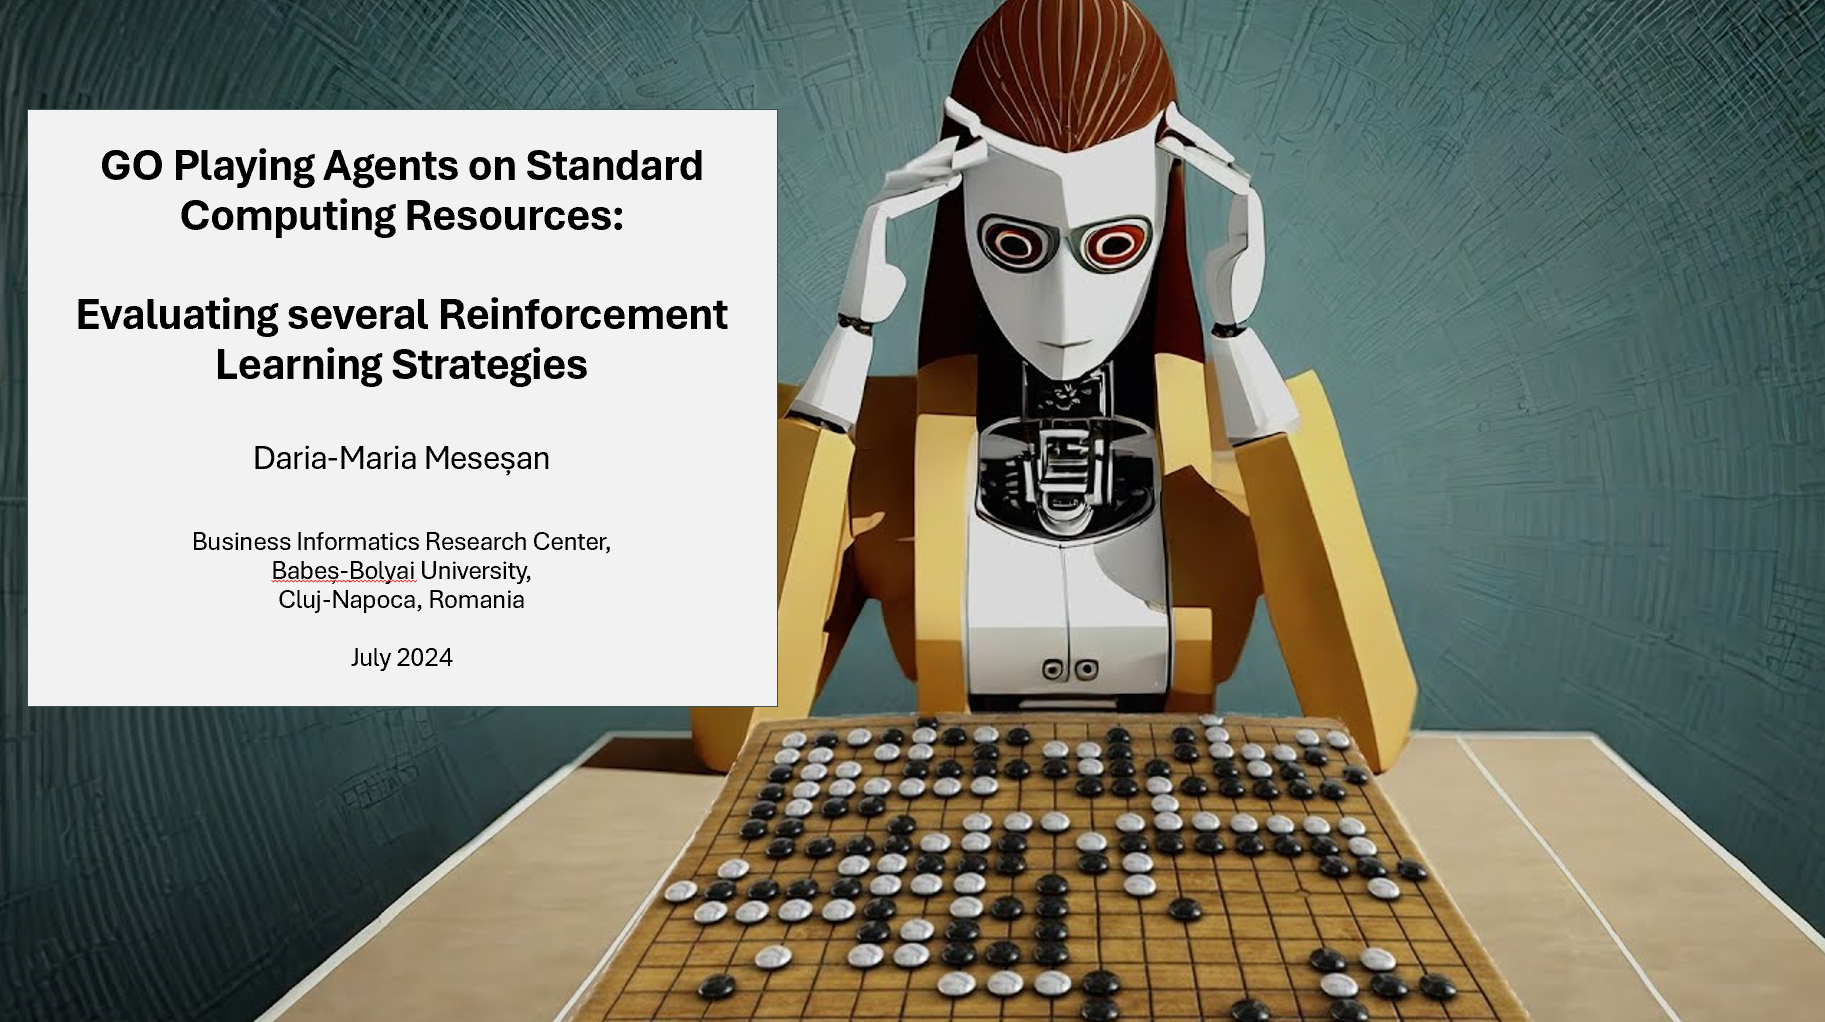 GO Playing Agents on Standard
Computing Resources:
Evaluating several Reinforcement
Learning Strategies
Daria-Maria Meseșan
Business Informatics Research Center,
Babeș-Bolyai University,
Cluj-Napoca, Romania
July 2024